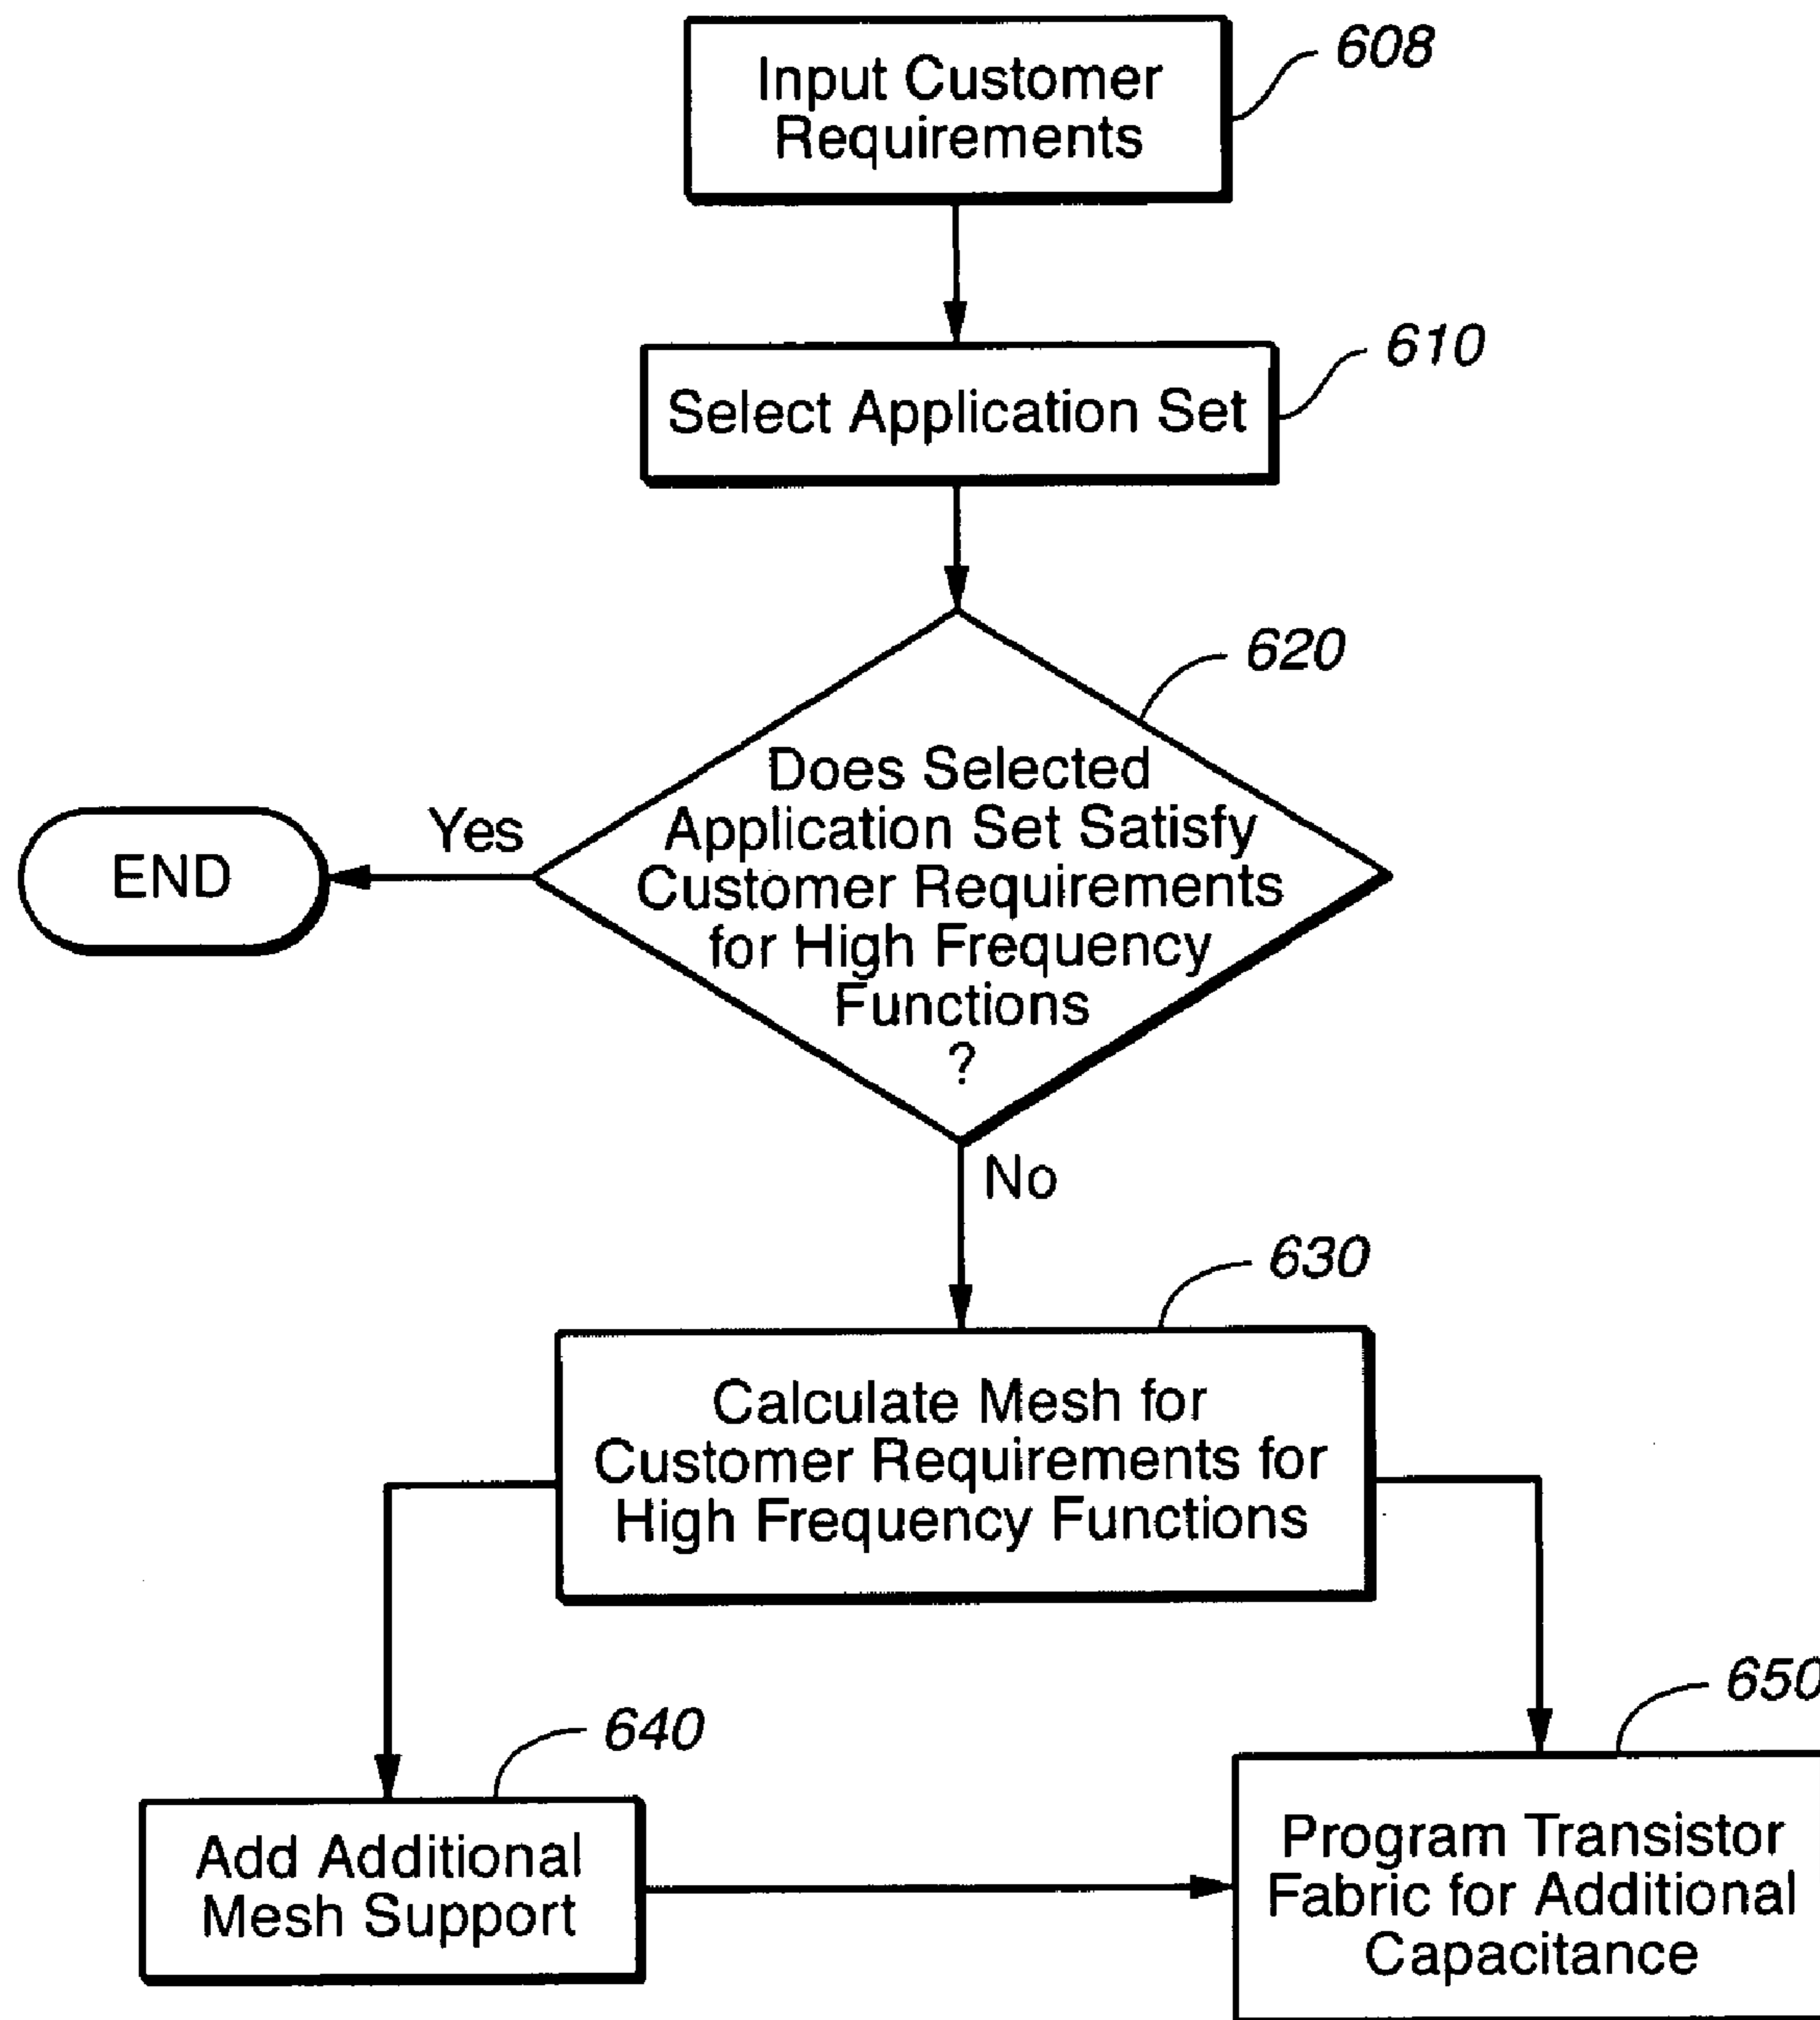 Input Customer
Requirements
608
Select Application Set
610
620
Does Selected
Application Set Satisfy
Customer Requirements
for High Frequency
Functions
?
Yes
END
No
630
Calculate Mesh for
Customer Requirements for
High Frequency Functions
640
Add Additional
Mesh Support
650
Program Transistor
Fabric for Additional
Capacitance